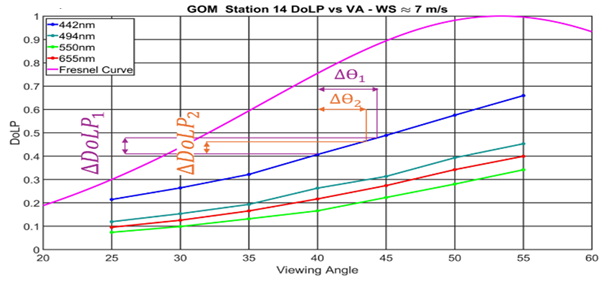 GOM Station 14 DoLP vs VA - WS ≈ 7 m/s
442nm
494nm
550nm
655nm
Fresnel Curve
ΔΘ₁
ΔΘ₂
ΔDoLP₁
ΔDoLP₂
DoLP
1
0.9
0.8
0.7
0.6
0.5
0.4
0.3
0.2
0.1
0
20 25 30 35 40 45 50 55 60
Viewing Angle